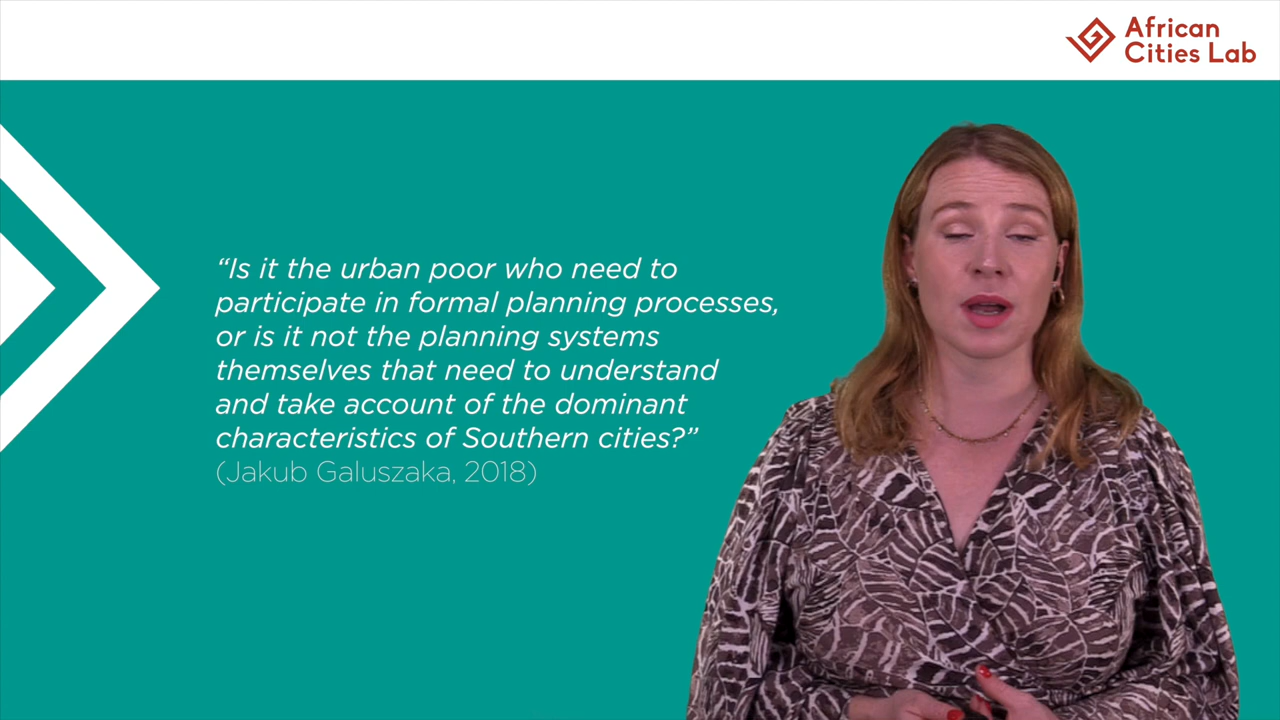 African
Cities Lab
“Is it the urban poor who need to
participate in formal planning processes,
or is it not the planning systems
themselves that need to understand
and take account of the dominant
characteristics of Southern cities?”
(Jakub Galuszaka, 2018)